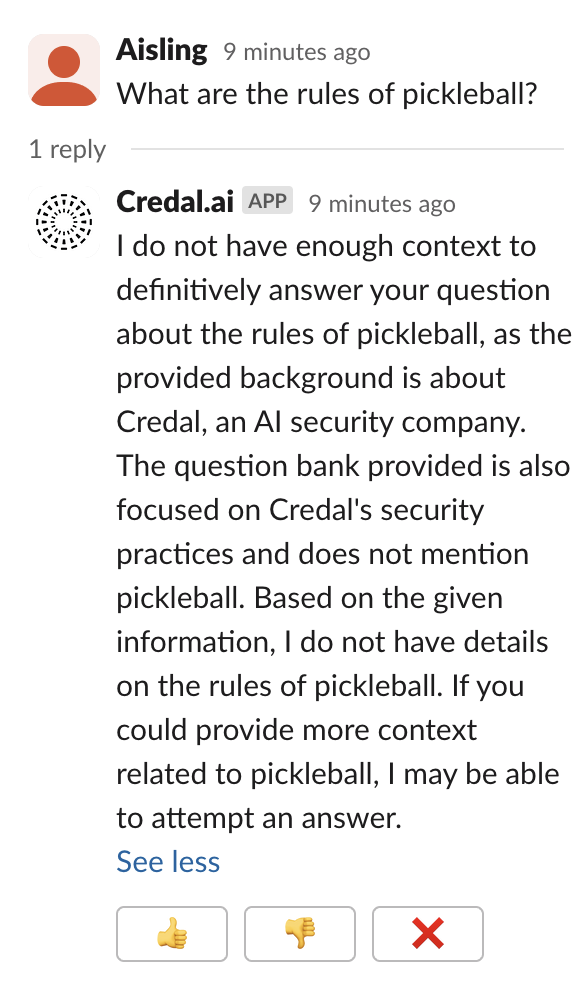 Aisling 9 minutes ago
What are the rules of pickleball?
1 reply
Credal.ai APP 9 minutes ago
I do not have enough context to
definitively answer your question
about the rules of pickleball, as the
provided background is about
Credal, an AI security company.
The question bank provided is also
focused on Credal's security
practices and does not mention
pickleball. Based on the given
information, I do not have details
on the rules of pickleball. If you
could provide more context
related to pickleball, I may be able
to attempt an answer.
See less